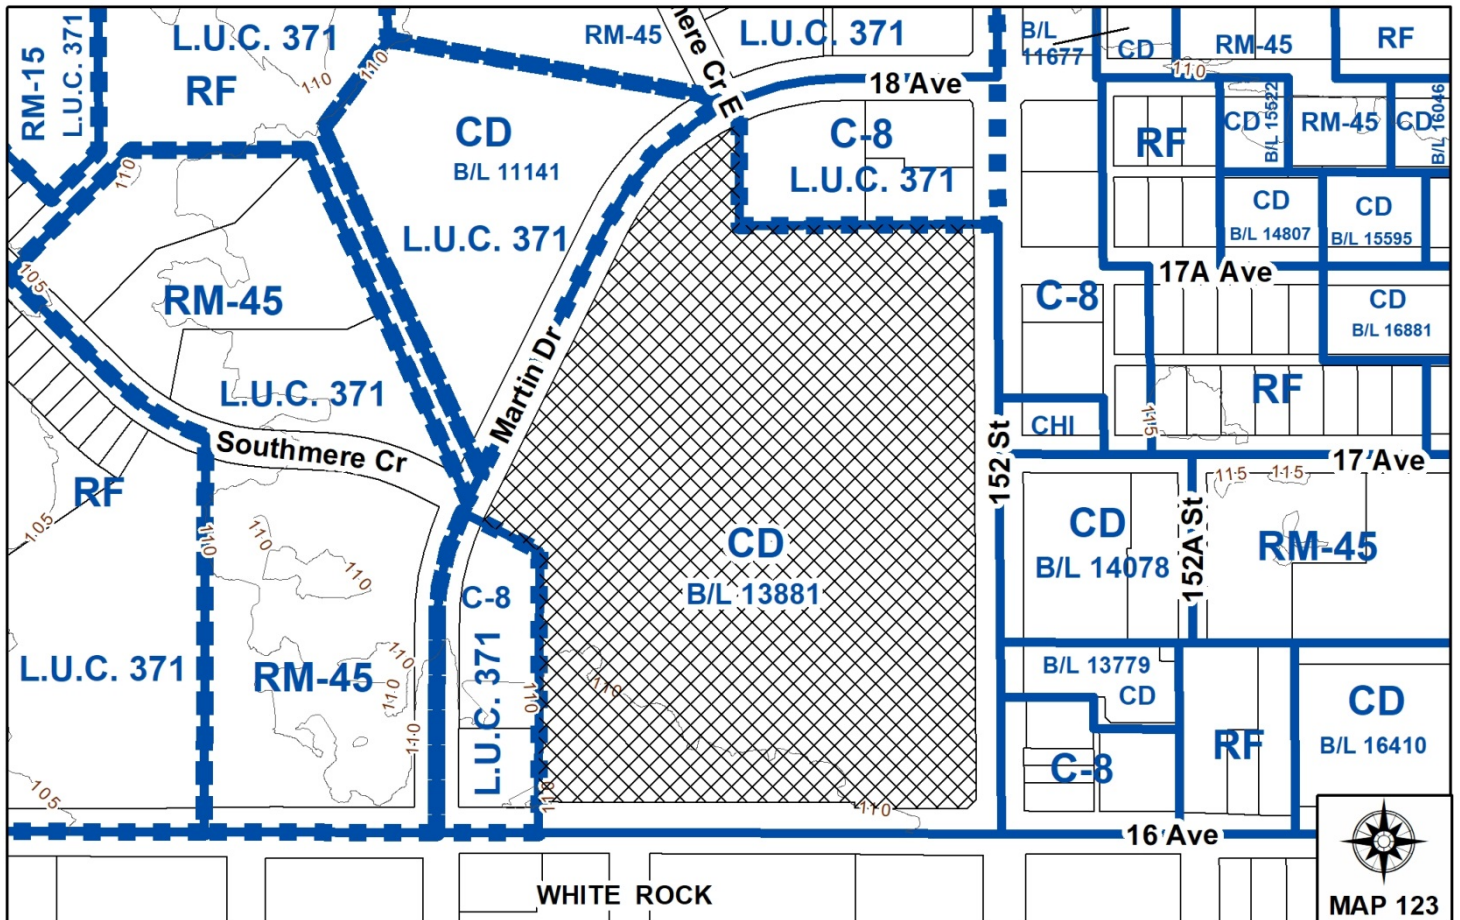 RM-15
L.U.C. 371
L.U.C. 371
RF
110
110
RM-45
mere Cr E
L.U.C. 371
18 Ave
B/L
11677
CD
RM-45
RF
110
CD
B/L 11141
L.U.C. 371
C-8
L.U.C. 371
RF
CD
B/L 15522
RM-45
CD
B/L 16046
110
CD
B/L 14807
CD
B/L 15595
17A Ave
105
RM-45
L.U.C. 371
C-8
CD
B/L 16881
Martin Dr
RF
115
CHI
152 St
17 Ave
Southmere Cr
RF
105
110
110
110
115
115
CD
B/L 13881
CD
B/L 14078
152A St
RM-45
C-8
L.U.C. 371
L.U.C. 371
RM-45
110
110
110
110
110
B/L 13779
CD
CD
B/L 16410
RF
C-8
105
110
110
16 Ave
WHITE ROCK
MAP 123